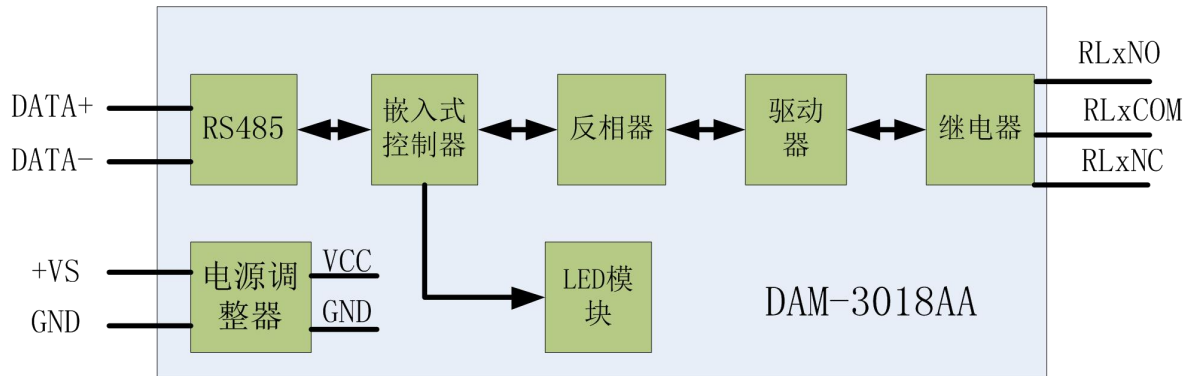 DATA+
DATA-
RS485
嵌入式
控制器
反相器
驱动
器
继电器
RLxNO
RLxCOM
RLxNC
+VS
GND
电源调
整器
VCC
GND
LED模
块
DAM-3018AA